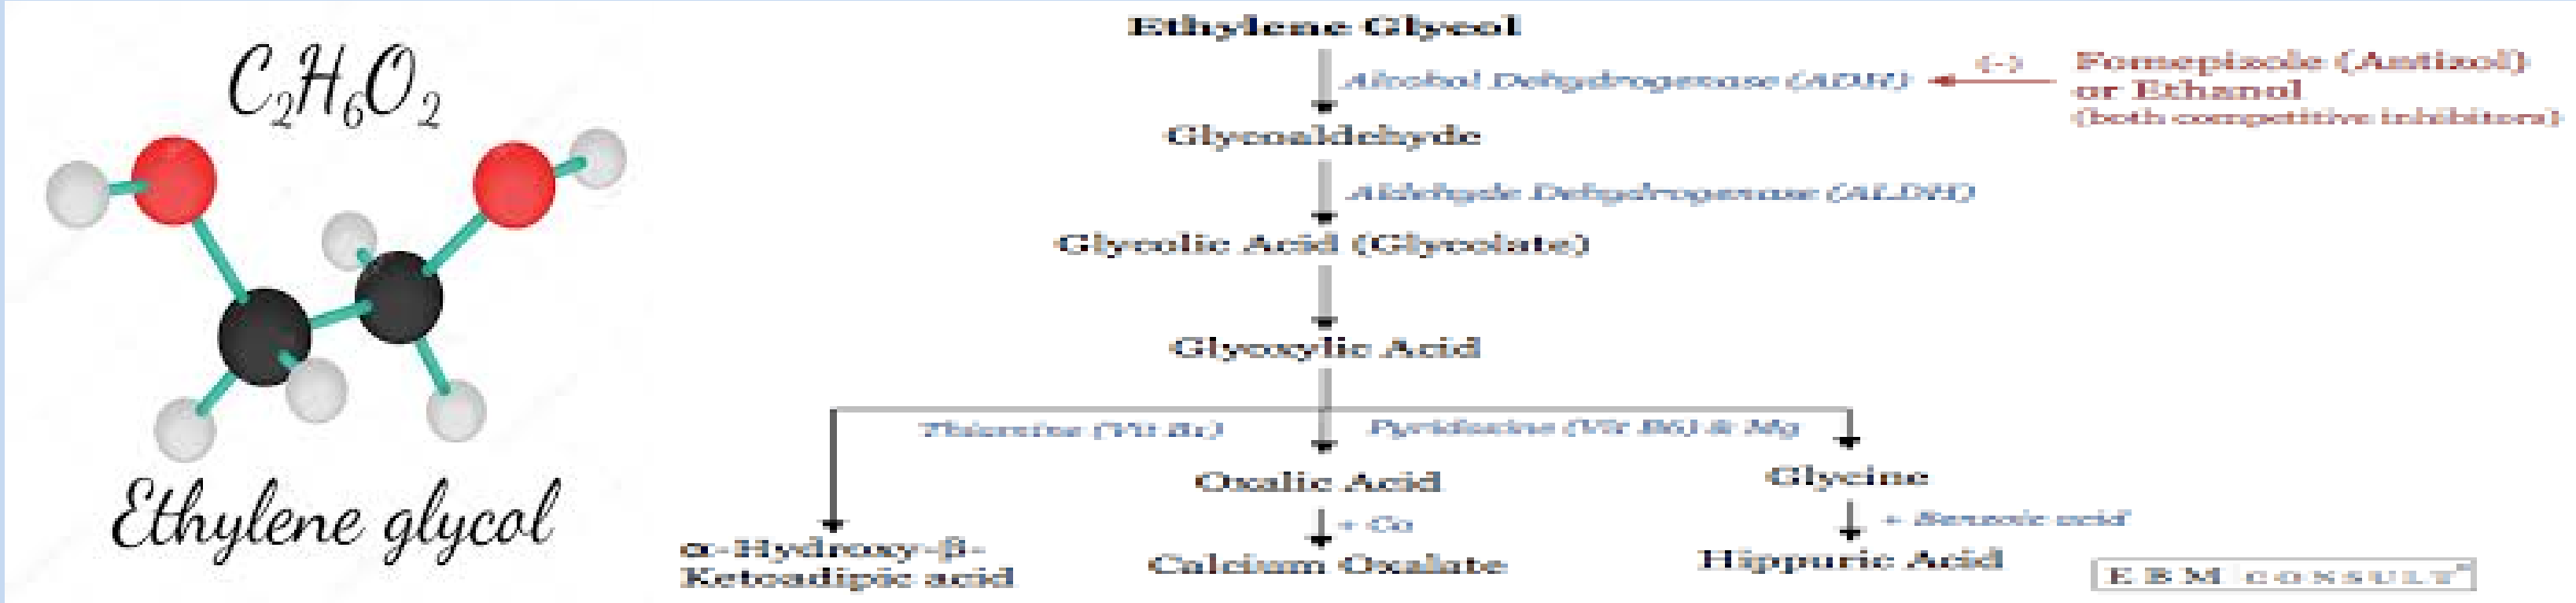 C₂H₆O₂
Ethylene glycol
Ethylene Glycol
Alcohol Dehydrogenase (ADH)
(-)
Fomepizole (Antizol)
or Ethanol
(both competitive inhibitors)
Glycoaldehyde
Aldehyde Dehydrogenase (ALDH)
Glycolic Acid (Glycolate)
Glyoxylic Acid
Thiamine (Vit B1)
Pyridoxine (Vit B6) & Mg
Oxalic Acid
Glycine
+ Ca
+ Benzoic acid
α-Hydroxy-β-
Ketoadipic acid
Calcium Oxalate
Hippuric Acid
EBM CONSULT